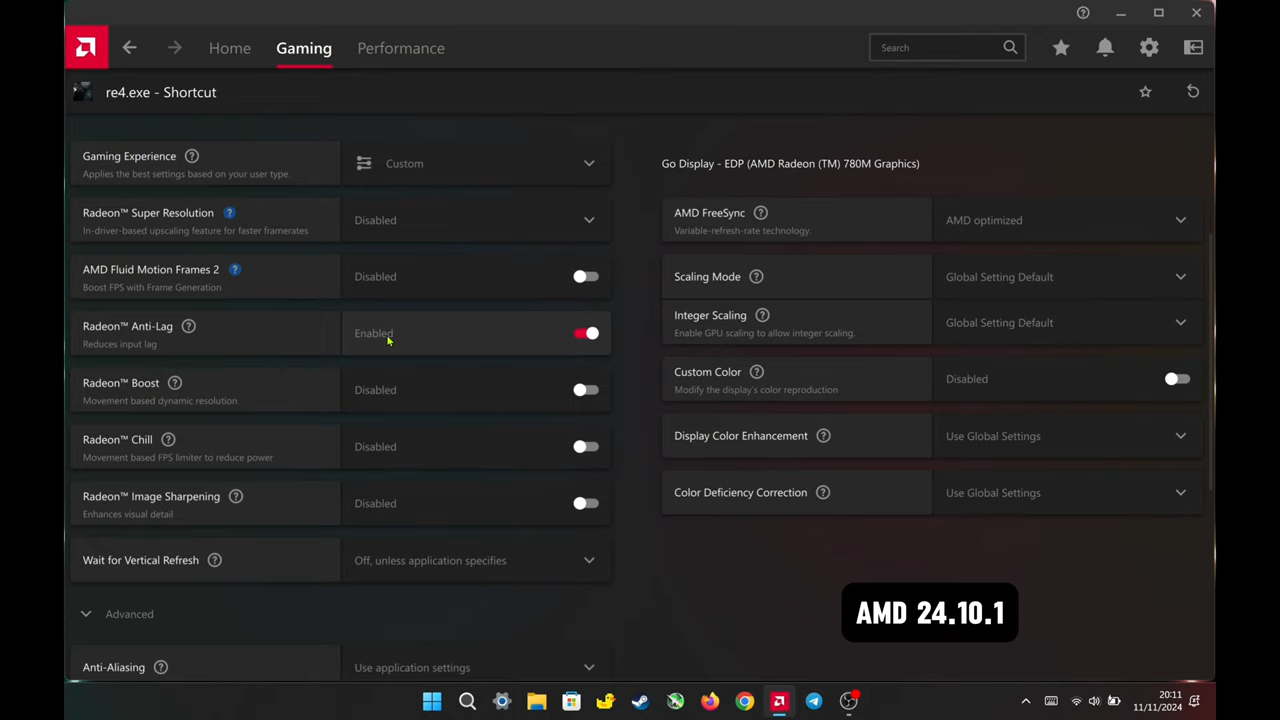 Home
Gaming
Performance
Search
re4.exe - Shortcut
Gaming Experience
Applies the best settings based on your user type.
Custom
Radeon™ Super Resolution
In-driver-based upscaling feature for faster framerates
Disabled
AMD Fluid Motion Frames 2
Boost FPS with Frame Generation
Disabled
Radeon™ Anti-Lag
Reduces input lag
Enabled
Radeon™ Boost
Movement based dynamic resolution
Disabled
Radeon™ Chill
Movement based FPS limiter to reduce power
Disabled
Radeon™ Image Sharpening
Enhances visual detail
Disabled
Wait for Vertical Refresh
Off, unless application specifies
Advanced
Anti-Aliasing
Use application settings
Go Display - EDP (AMD Radeon (TM) 780M Graphics)
AMD FreeSync
Variable-refresh-rate technology.
AMD optimized
Scaling Mode
Global Setting Default
Integer Scaling
Enable GPU scaling to allow integer scaling.
Global Setting Default
Custom Color
Modify the display's color reproduction
Disabled
Display Color Enhancement
Use Global Settings
Color Deficiency Correction
Use Global Settings
AMD 24.10.1
20:11
11/11/2024